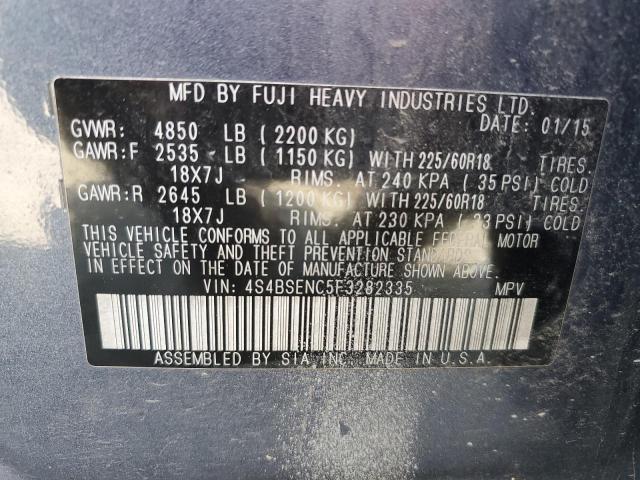 MFD BY FUJI HEAVY INDUSTRIES LTD.
DATE: 01/15
GVWR: 4850 LB (2200 KG)
GAWR:F 2535 LB (1150 KG) WITH 225/60R18 TIRES.
18X7J RIMS. AT 240 KPA (35 PSI) COLD
GAWR:R 2645 LB (1200 KG) WITH 225/60R18 TIRES.
18X7J RIMS. AT 230 KPA (33 PSI) COLD
THIS VEHICLE CONFORMS TO ALL APPLICABLE FEDERAL MOTOR
VEHICLE SAFETY AND THEFT PREVENTION STANDARDS
IN EFFECT ON THE DATE OF MANUFACTURE SHOWN ABOVE.
VIN: 4S4BSENC5F3282335 MPV
ASSEMBLED BY SIA INC. MADE IN U.S.A.